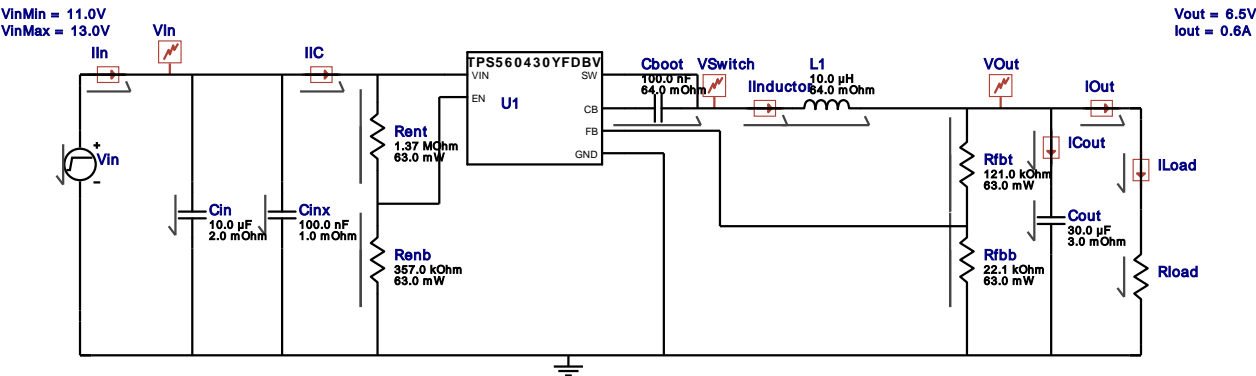 VinMin = 11.0V
VinMax = 13.0V
Vout = 6.5V
Iout = 0.6A
VIn
IIn
IIC
TPS560430YFDBV
VIN
EN
U1
SW
CB
FB
GND
Cboot
100.0 nF
64.0 mOhm
VSwitch
IInductor
L1
10.0 µH
64.0 mOhm
VOut
IOut
ICout
ILoad
+
Vin
–
Rent
1.37 MOhm
63.0 mW
Cin
10.0 µF
2.0 mOhm
Cinx
100.0 nF
1.0 mOhm
Renb
357.0 kOhm
63.0 mW
Rfbt
121.0 kOhm
63.0 mW
Rfbb
22.1 kOhm
63.0 mW
Cout
30.0 µF
3.0 mOhm
Rload